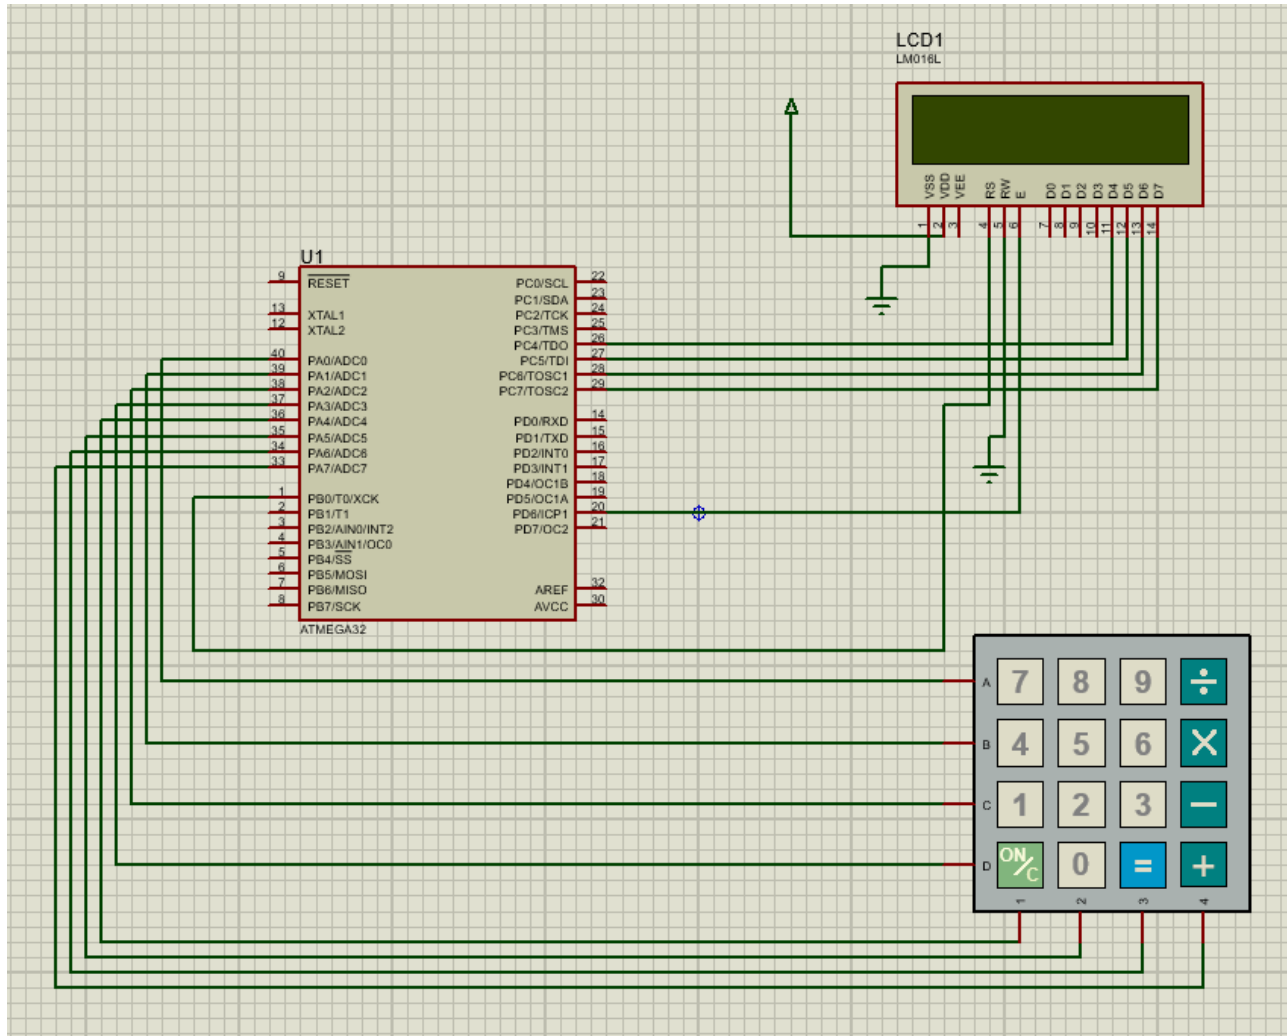 LCD1
LM016L
VSS
VDD
VEE
RS
RW
E
D0
D1
D2
D3
D4
D5
D6
D7
1
2
3
4
5
6
7
8
9
10
11
12
13
14
U1
9 RESET
13 XTAL1
12 XTAL2
40 PA0/ADC0
39 PA1/ADC1
38 PA2/ADC2
37 PA3/ADC3
36 PA4/ADC4
35 PA5/ADC5
34 PA6/ADC6
33 PA7/ADC7
1 PB0/T0/XCK
2 PB1/T1
3 PB2/AIN0/INT2
4 PB3/AIN1/OC0
5 PB4/SS
6 PB5/MOSI
7 PB6/MISO
8 PB7/SCK
PC0/SCL 22
PC1/SDA 23
PC2/TCK 24
PC3/TMS 25
PC4/TDO 26
PC5/TDI 27
PC6/TOSC1 28
PC7/TOSC2 29
PD0/RXD 14
PD1/TXD 15
PD2/INT0 16
PD3/INT1 17
PD4/OC1B 18
PD5/OC1A 19
PD6/ICP1 20
PD7/OC2 21
AREF 32
AVCC 30
ATMEGA32
A 7 8 9 ÷
B 4 5 6 ×
C 1 2 3 −
D ON/C 0 = +
1 2 3 4